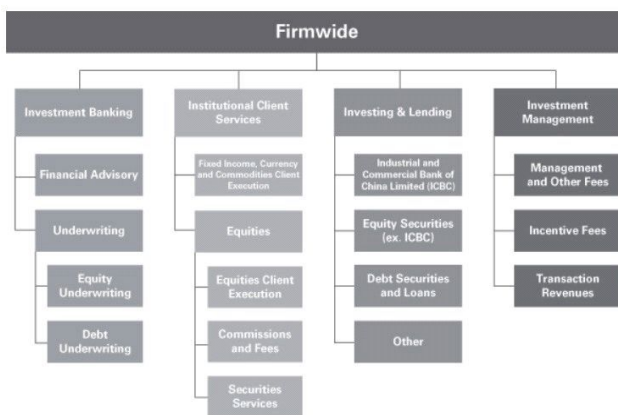 Firmwide
Investment Banking
Financial Advisory
Underwriting
Equity
Underwriting
Debt
Underwriting
Institutional Client
Services
Fixed Income, Currency
and Commodities Client
Execution
Equities
Equities Client
Execution
Commissions
and Fees
Securities
Services
Investing & Lending
Industrial and
Commercial Bank of
China Limited (ICBC)
Equity Securities
(ex. ICBC)
Debt Securities
and Loans
Other
Investment
Management
Management
and Other Fees
Incentive Fees
Transaction
Revenues